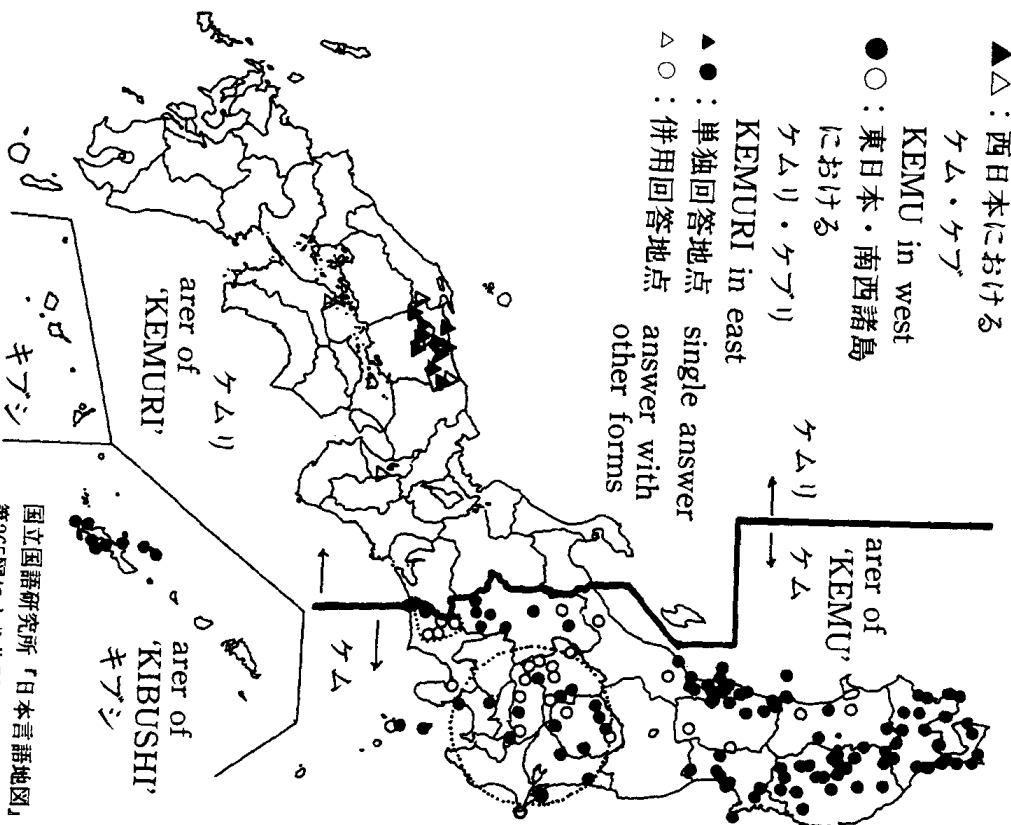 ▲△：西日本における
ケム・ケブ
KEMU in west
●○：東日本・南西諸島
における
ケムリ・ケブリ
KEMURI in east
▲●：単独回答地点 single answer
△○：併用回答地点 answer with
other forms
ケムリ
ケム
arer of
'KEMU'
ケムリ
arer of
'KEMURI'
ケム
キブシ
arer of
'KIBUSHI'
キブシ
国立国語研究所『日本言語地図』